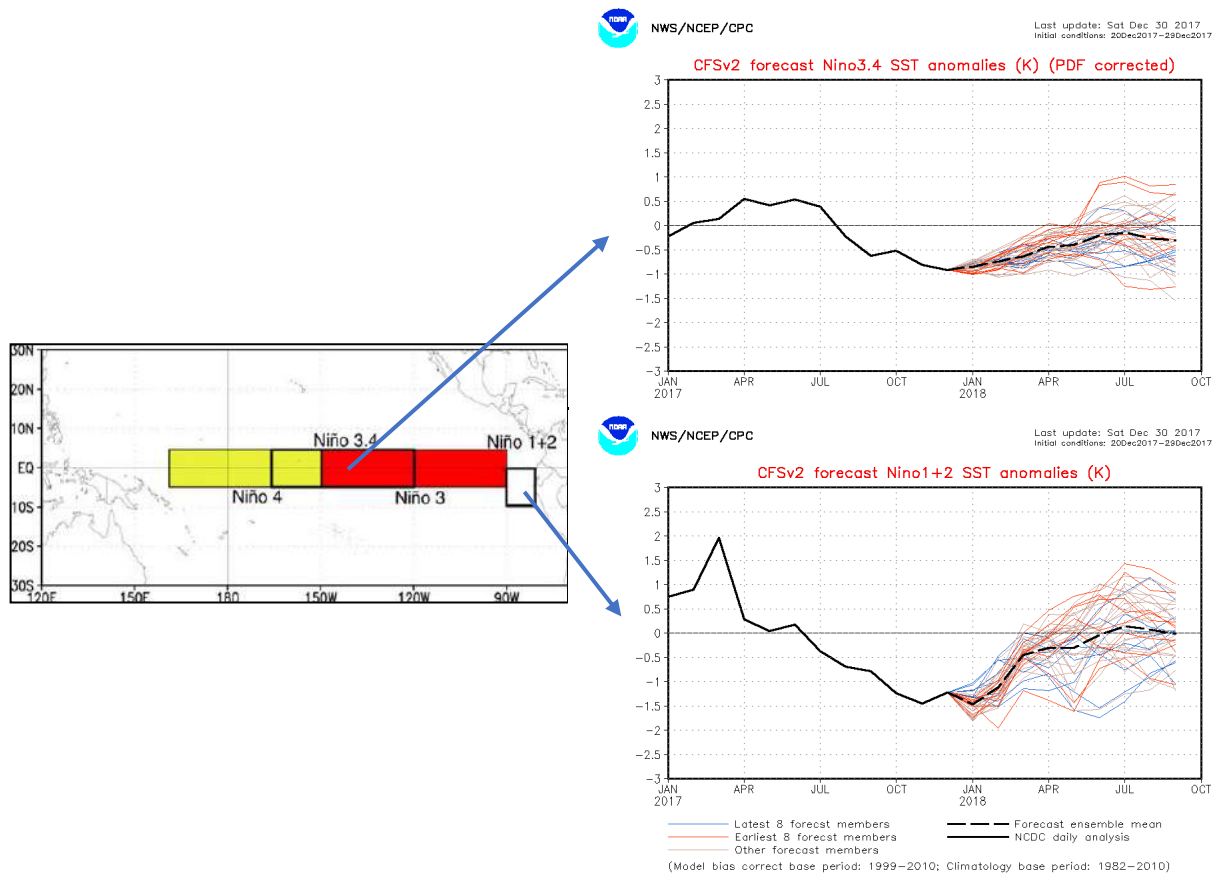 NOAA
NWS/NCEP/CPC
Last update: Sat Dec 30 2017
Initial conditions: 20Dec2017-29Dec2017
CFSv2 forecast Nino3.4 SST anomalies (K) (PDF corrected)
3
2.5
2
1.5
1
0.5
0
-0.5
-1
-1.5
-2
-2.5
-3
JAN APR JUL OCT JAN APR JUL OCT
2017 2018
30N
20N
10N
EQ
10S
20S
30S
Niño 3.4
Niño 1+2
Niño 4
Niño 3
120E 150E 180 150W 120W 90W
NOAA
NWS/NCEP/CPC
Last update: Sat Dec 30 2017
Initial conditions: 20Dec2017-29Dec2017
CFSv2 forecast Nino1+2 SST anomalies (K)
3
2.5
2
1.5
1
0.5
0
-0.5
-1
-1.5
-2
-2.5
-3
JAN APR JUL OCT JAN APR JUL OCT
2017 2018
Latest 8 forecst members
Earliest 8 forecst members
Other forecast members
Forecast ensemble mean
NCDC daily analysis
(Model bias correct base period: 1999-2010; Climatology base period: 1982-2010)